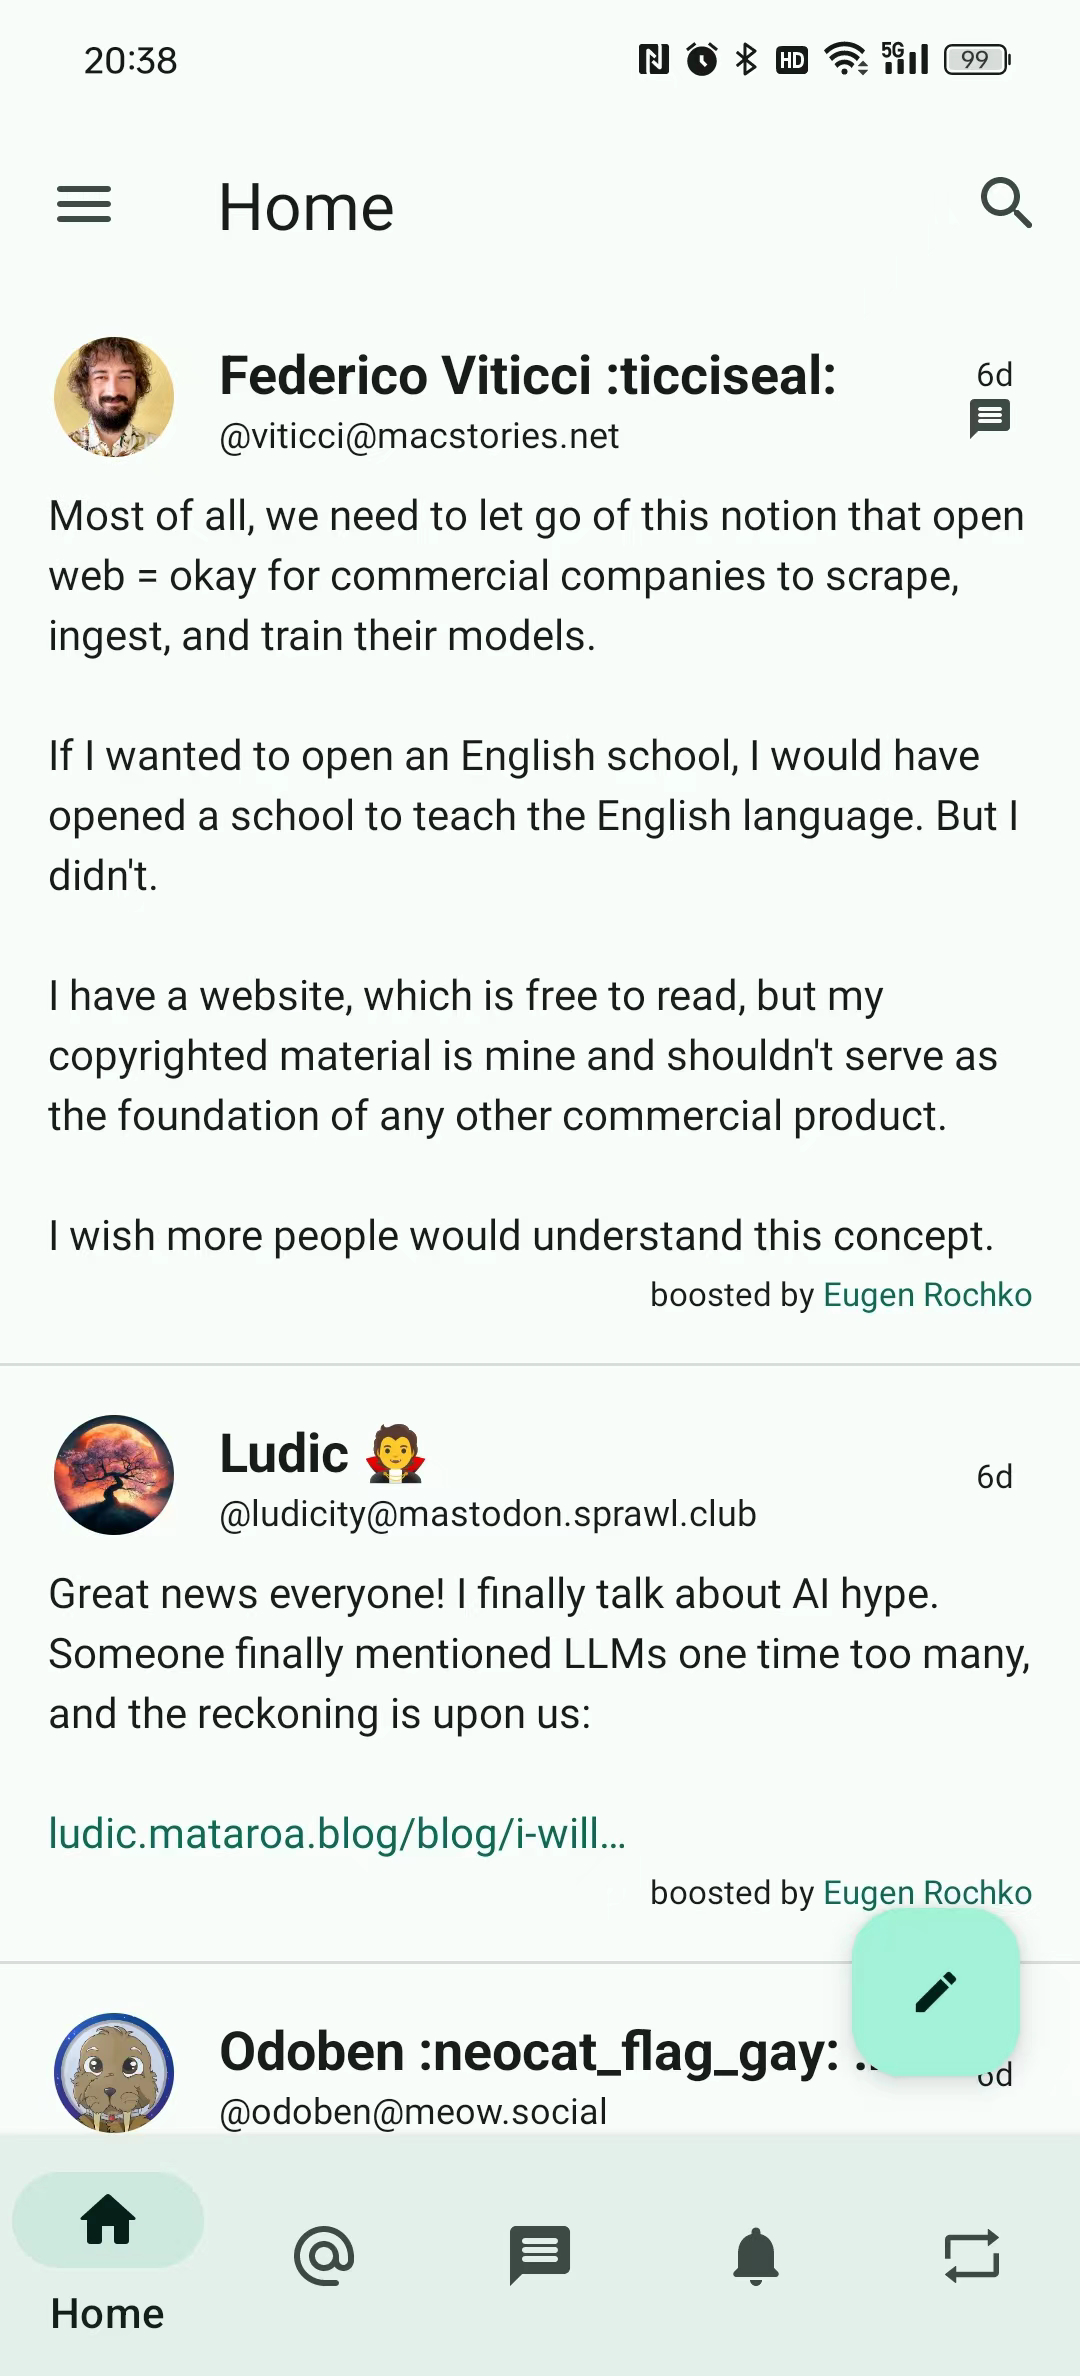 20:38
HD
5G
99
Home
Federico Viticci :ticciseal:
6d
@viticci@macstories.net
Most of all, we need to let go of this notion that open
web = okay for commercial companies to scrape,
ingest, and train their models.
If I wanted to open an English school, I would have
opened a school to teach the English language. But I
didn't.
I have a website, which is free to read, but my
copyrighted material is mine and shouldn't serve as
the foundation of any other commercial product.
I wish more people would understand this concept.
boosted by Eugen Rochko
Ludic 🧛
6d
@ludicity@mastodon.sprawl.club
Great news everyone! I finally talk about AI hype.
Someone finally mentioned LLMs one time too many,
and the reckoning is upon us:
ludic.mataroa.blog/blog/i-will…
boosted by Eugen Rochko
Odoben :neocat_flag_gay:
6d
@odoben@meow.social
Home